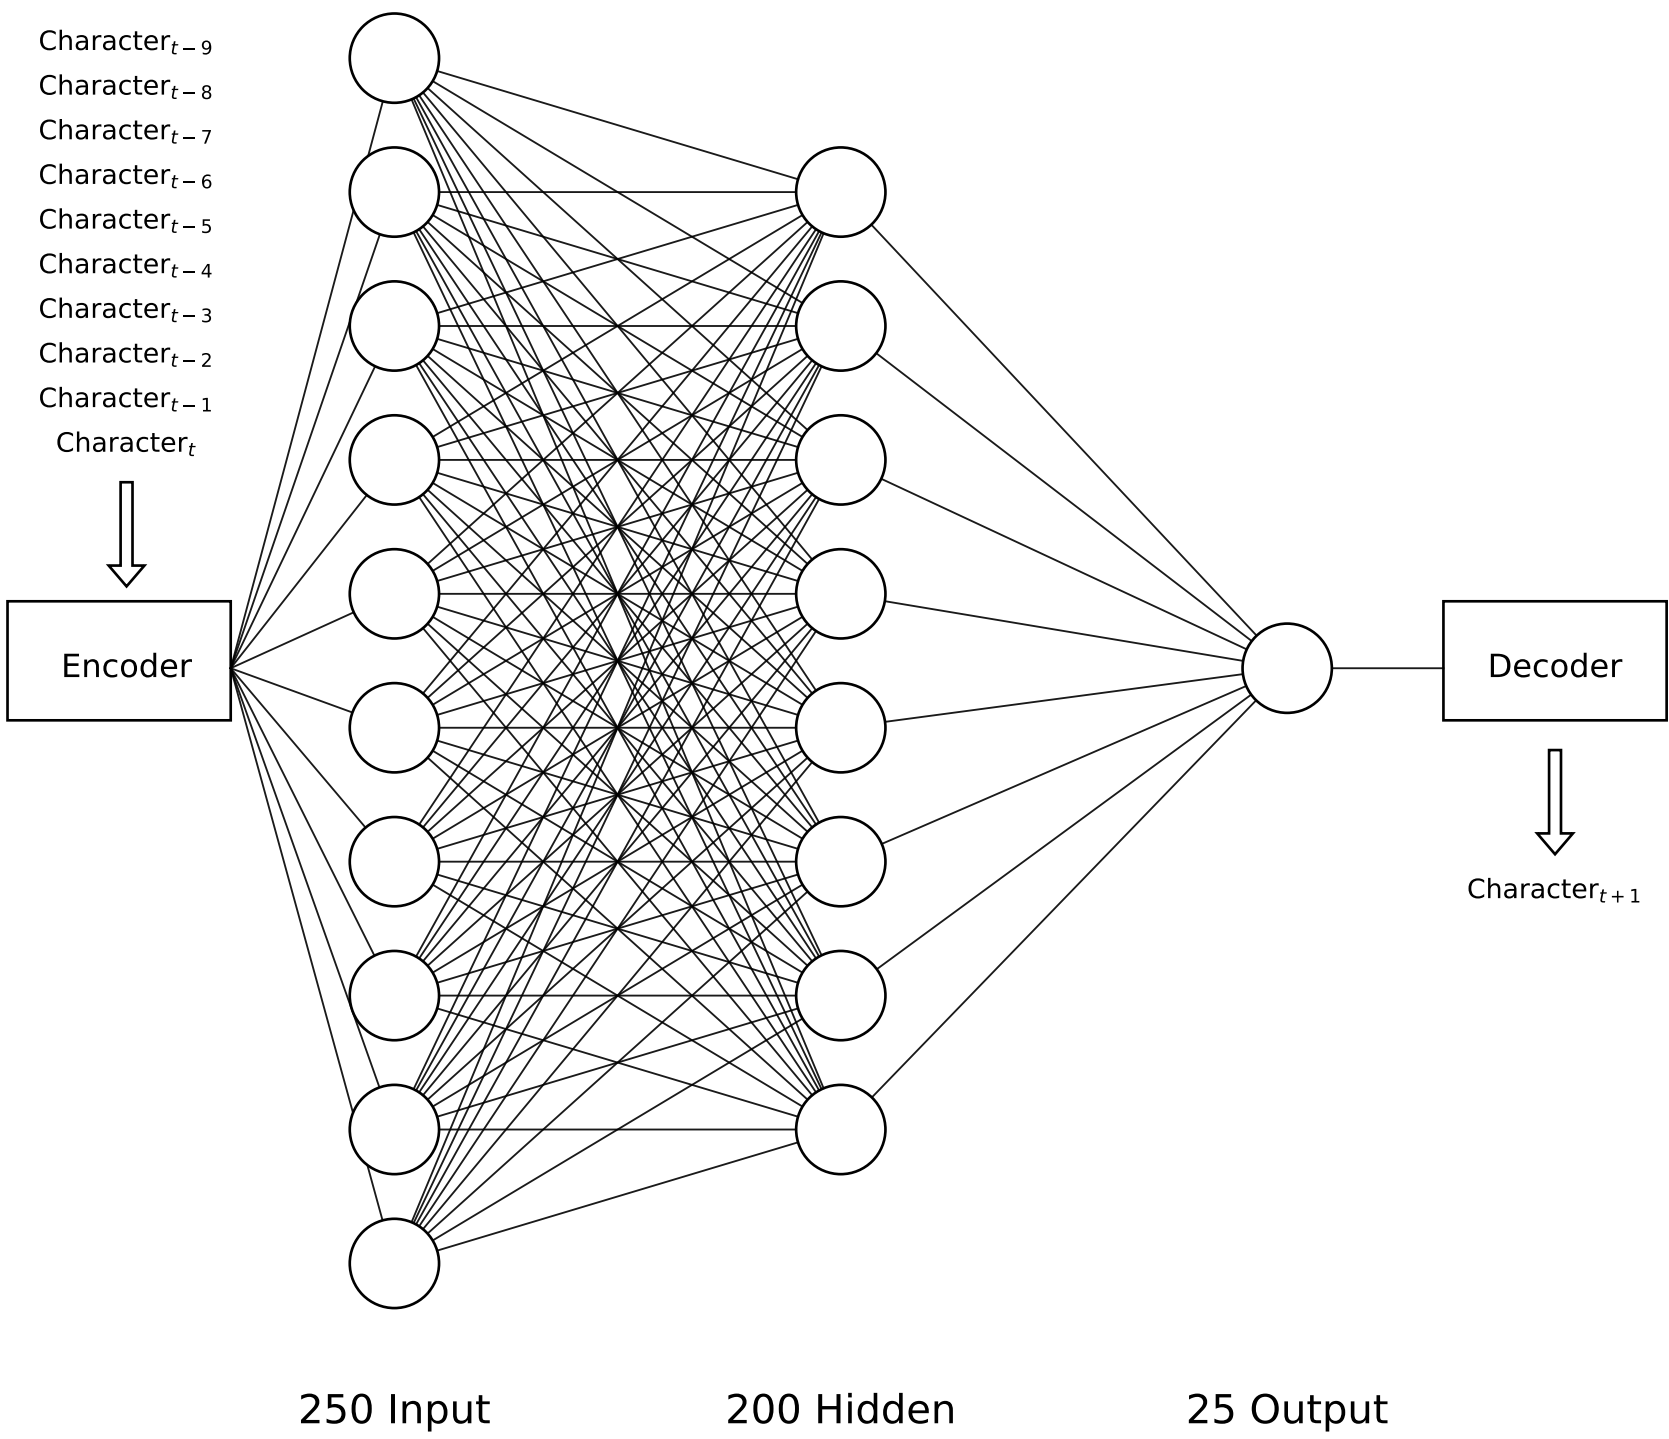 Character t − 9
Character t − 8
Character t − 7
Character t − 6
Character t − 5
Character t − 4
Character t − 3
Character t − 2
Character t − 1
Character t
Encoder
Decoder
Character t + 1
250 Input
200 Hidden
25 Output